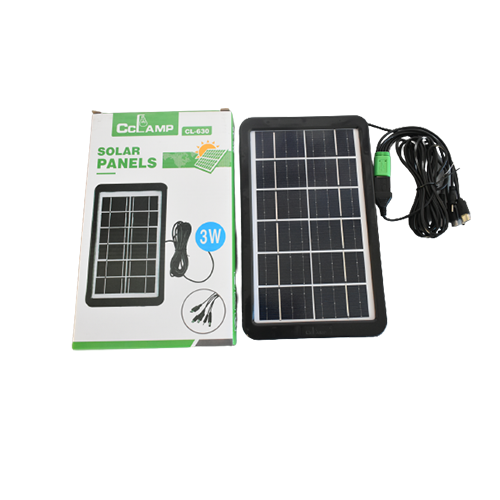 CCLAMP
CL-630
SOLAR
PANELS
3W